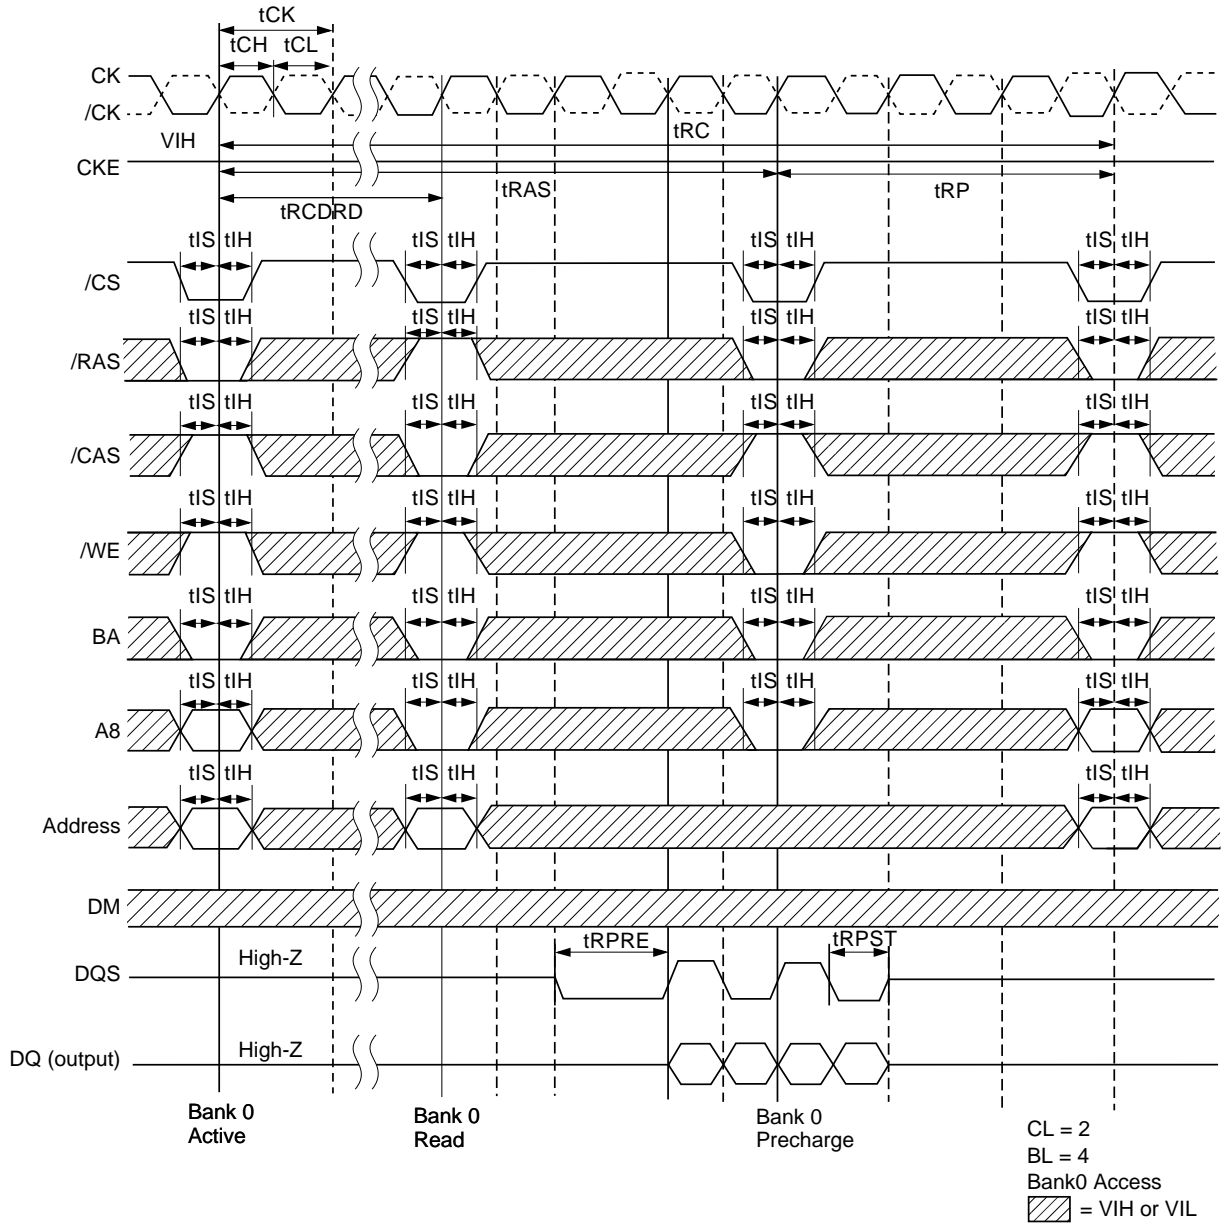 tCK
tCH tCL
CK
/CK
VIH
tRC
CKE
tRAS
tRP
tRCDRD
tIS tIH tIS tIH tIS tIH tIS tIH
/CS
tIS tIH tIS tIH tIS tIH tIS tIH
/RAS
tIS tIH tIS tIH tIS tIH tIS tIH
/CAS
tIS tIH tIS tIH tIS tIH tIS tIH
/WE
tIS tIH tIS tIH tIS tIH tIS tIH
BA
tIS tIH tIS tIH tIS tIH tIS tIH
A8
tIS tIH tIS tIH tIS tIH
Address
DM
tRPRE tRPST
High-Z
DQS
High-Z
DQ (output)
Bank 0
Active
Bank 0
Read
Bank 0
Precharge
CL = 2
BL = 4
Bank0 Access
= VIH or VIL